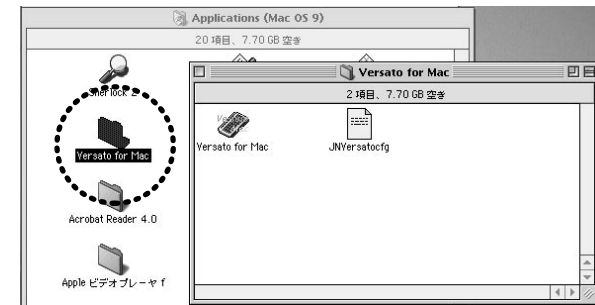 Applications (Mac OS 9)
20 項目、7.70 GB 空き
Sherlock 2
Versato for Mac
Acrobat Reader 4.0
Apple ビデオプレーヤ f
Versato for Mac
2 項目、7.70 GB 空き
Versato for Mac
JNVersatocfg